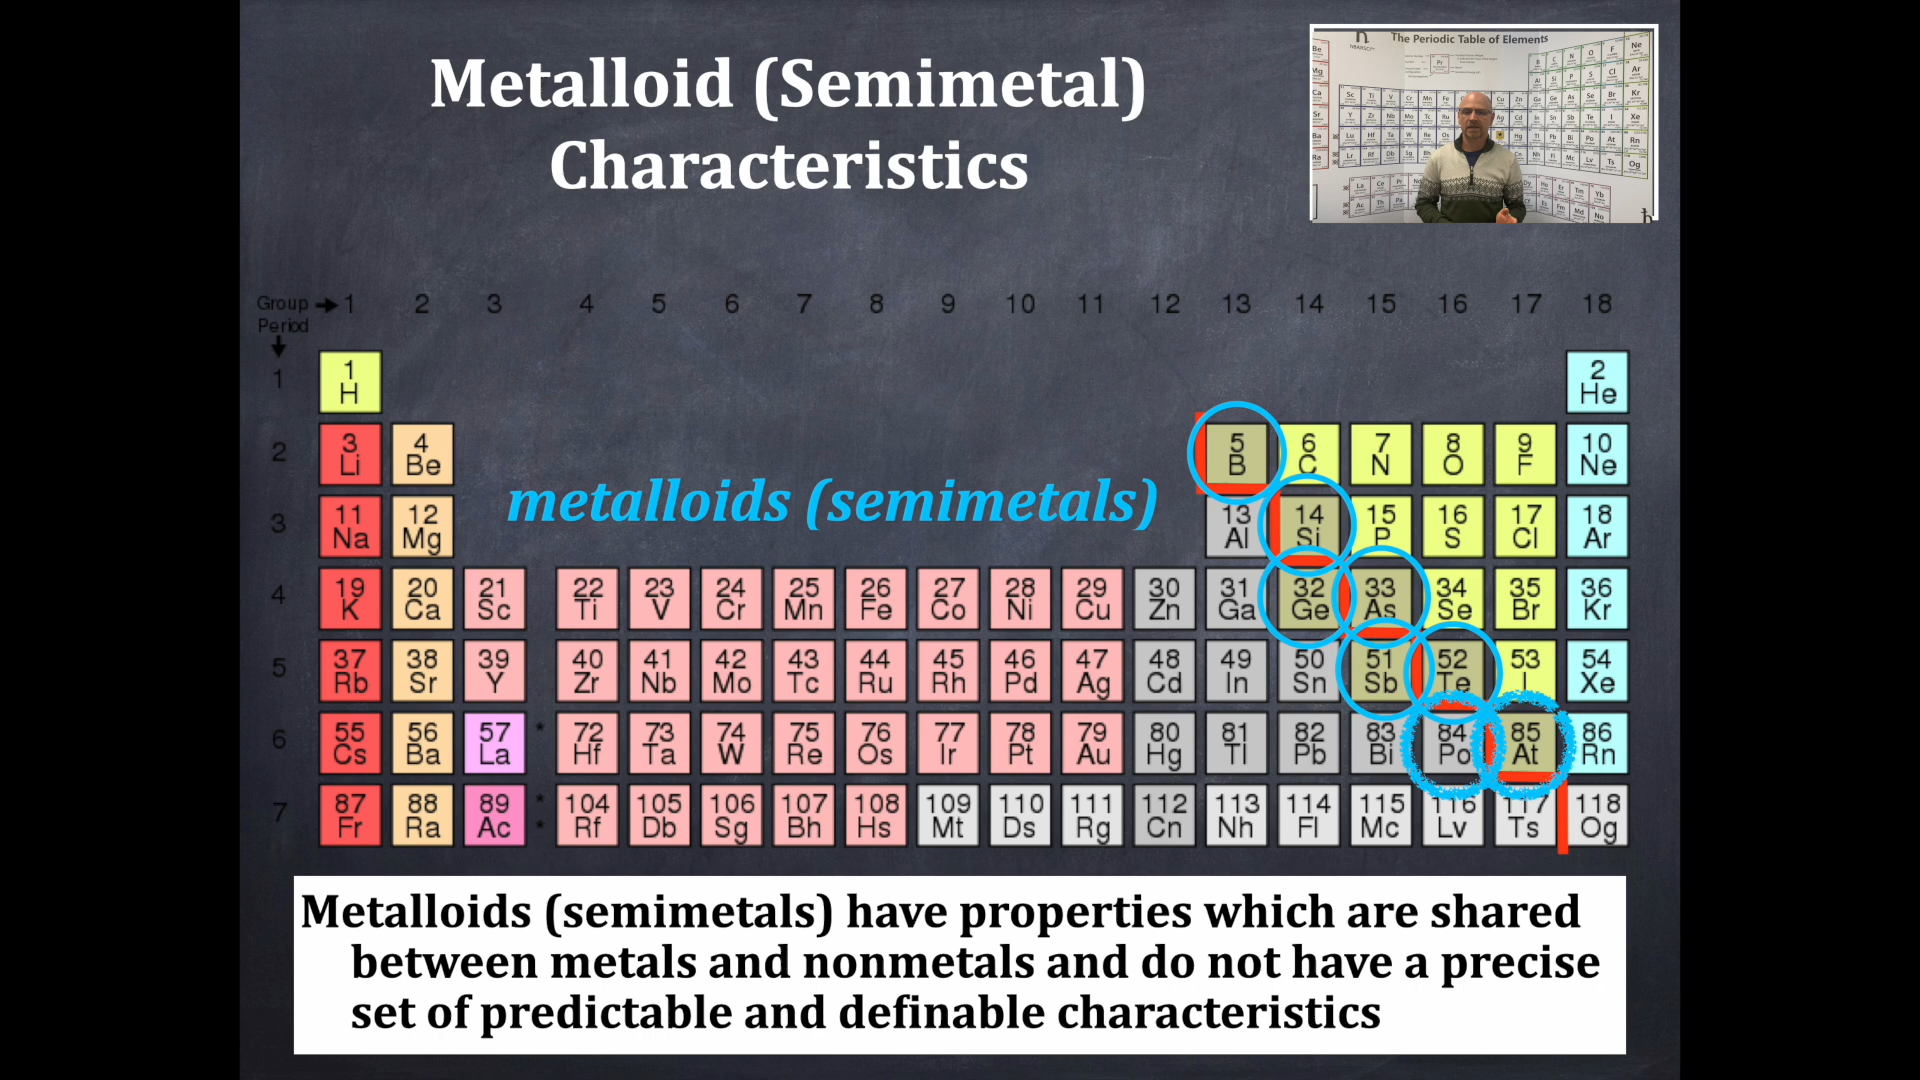 Metalloid (Semimetal)
Characteristics
The Periodic Table of Elements
Group 1 2 3 4 5 6 7 8 9 10 11 12 13 14 15 16 17 18
Period
1 1 H 2 He
2 3 Li 4 Be 5 B 6 C 7 N 8 O 9 F 10 Ne
metalloids (semimetals)
3 11 Na 12 Mg 13 Al 14 Si 15 P 16 S 17 Cl 18 Ar
4 19 K 20 Ca 21 Sc 22 Ti 23 V 24 Cr 25 Mn 26 Fe 27 Co 28 Ni 29 Cu 30 Zn 31 Ga 32 Ge 33 As 34 Se 35 Br 36 Kr
5 37 Rb 38 Sr 39 Y 40 Zr 41 Nb 42 Mo 43 Tc 44 Ru 45 Rh 46 Pd 47 Ag 48 Cd 49 In 50 Sn 51 Sb 52 Te 53 I 54 Xe
6 55 Cs 56 Ba 57 La * 72 Hf 73 Ta 74 W 75 Re 76 Os 77 Ir 78 Pt 79 Au 80 Hg 81 Tl 82 Pb 83 Bi 84 Po 85 At 86 Rn
7 87 Fr 88 Ra 89 Ac ** 104 Rf 105 Db 106 Sg 107 Bh 108 Hs 109 Mt 110 Ds 111 Rg 112 Cn 113 Nh 114 Fl 115 Mc 116 Lv 117 Ts 118 Og
Metalloids (semimetals) have properties which are shared
between metals and nonmetals and do not have a precise
set of predictable and definable characteristics